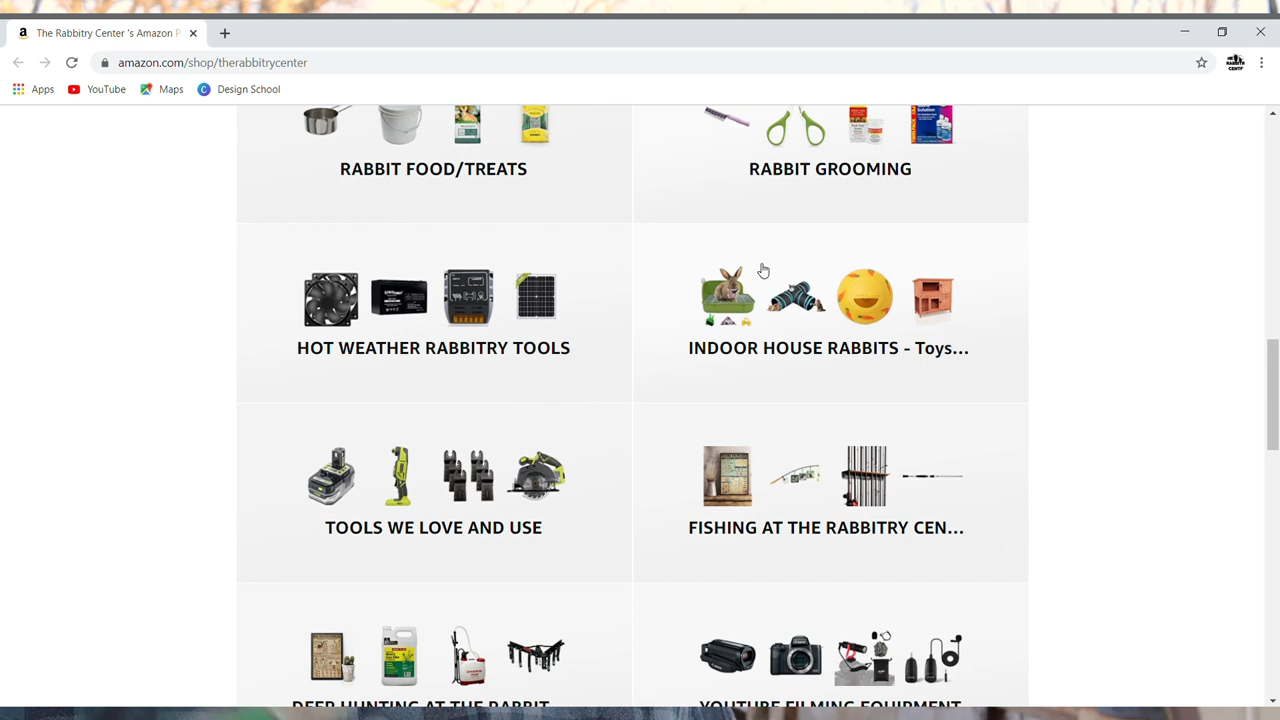 The Rabbitry Center 's Amazon P
amazon.com/shop/therabbitrycenter
Apps
YouTube
Maps
Design School
RABBIT FOOD/TREATS
RABBIT GROOMING
HOT WEATHER RABBITRY TOOLS
INDOOR HOUSE RABBITS - Toys...
TOOLS WE LOVE AND USE
FISHING AT THE RABBITRY CEN...
DEER HUNTING AT THE RABBIT
YOUTUBE FILMING EQUIPMENT